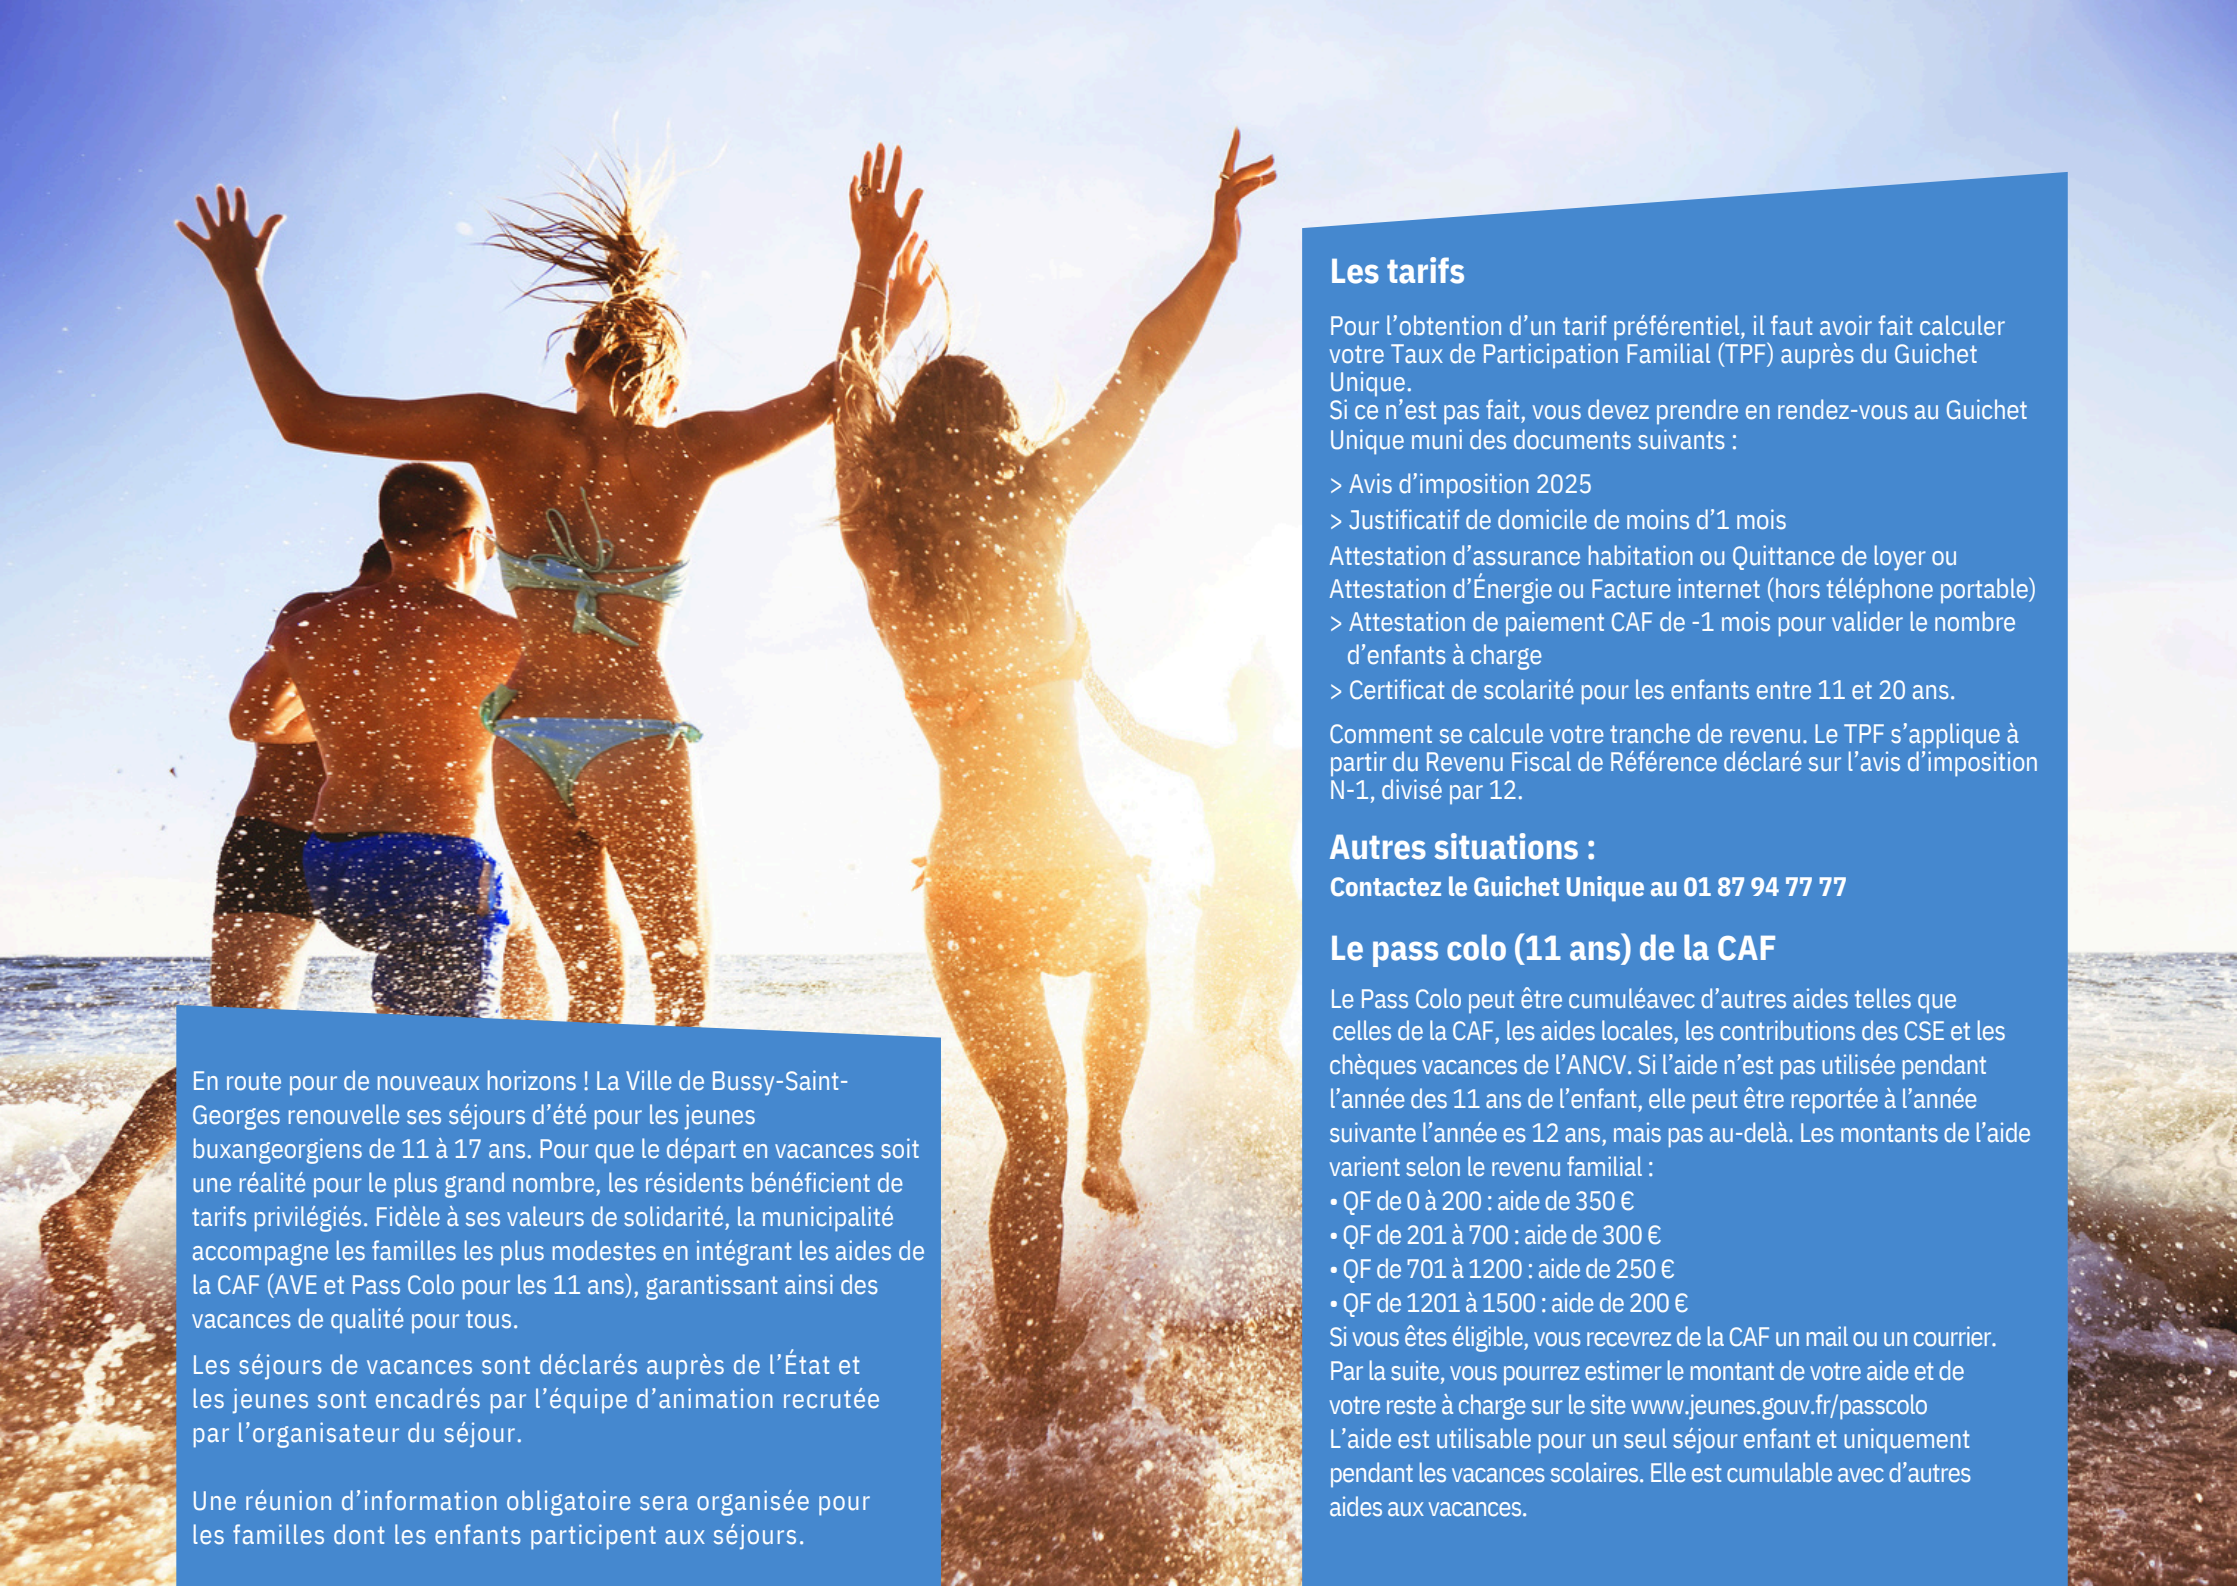 En route pour de nouveaux horizons ! La Ville de Bussy-Saint-
Georges renouvelle ses séjours d’été pour les jeunes
buxangeorgiens de 11 à 17 ans. Pour que le départ en vacances soit
une réalité pour le plus grand nombre, les résidents bénéficient de
tarifs privilégiés. Fidèle à ses valeurs de solidarité, la municipalité
accompagne les familles les plus modestes en intégrant les aides de
la CAF (AVE et Pass Colo pour les 11 ans), garantissant ainsi des
vacances de qualité pour tous.
Les séjours de vacances sont déclarés auprès de l’État et
les jeunes sont encadrés par l’équipe d’animation recrutée
par l’organisateur du séjour.
Une réunion d’information obligatoire sera organisée pour
les familles dont les enfants participent aux séjours.
Les tarifs
Pour l’obtention d’un tarif préférentiel, il faut avoir fait calculer
votre Taux de Participation Familial (TPF) auprès du Guichet
Unique.
Si ce n’est pas fait, vous devez prendre en rendez-vous au Guichet
Unique muni des documents suivants :
> Avis d’imposition 2025
> Justificatif de domicile de moins d’1 mois
Attestation d’assurance habitation ou Quittance de loyer ou
Attestation d’Énergie ou Facture internet (hors téléphone portable)
> Attestation de paiement CAF de -1 mois pour valider le nombre
d’enfants à charge
> Certificat de scolarité pour les enfants entre 11 et 20 ans.
Comment se calcule votre tranche de revenu. Le TPF s’applique à
partir du Revenu Fiscal de Référence déclaré sur l’avis d’imposition
N-1, divisé par 12.
Autres situations :
Contactez le Guichet Unique au 01 87 94 77 77
Le pass colo (11 ans) de la CAF
Le Pass Colo peut être cumuléavec d’autres aides telles que
celles de la CAF, les aides locales, les contributions des CSE et les
chèques vacances de l’ANCV. Si l’aide n’est pas utilisée pendant
l’année des 11 ans de l’enfant, elle peut être reportée à l’année
suivante l’année es 12 ans, mais pas au-delà. Les montants de l’aide
varient selon le revenu familial :
• QF de 0 à 200 : aide de 350 €
• QF de 201 à 700 : aide de 300 €
• QF de 701 à 1200 : aide de 250 €
• QF de 1201 à 1500 : aide de 200 €
Si vous êtes éligible, vous recevrez de la CAF un mail ou un courrier.
Par la suite, vous pourrez estimer le montant de votre aide et de
votre reste à charge sur le site www.jeunes.gouv.fr/passcolo
L’aide est utilisable pour un seul séjour enfant et uniquement
pendant les vacances scolaires. Elle est cumulable avec d’autres
aides aux vacances.